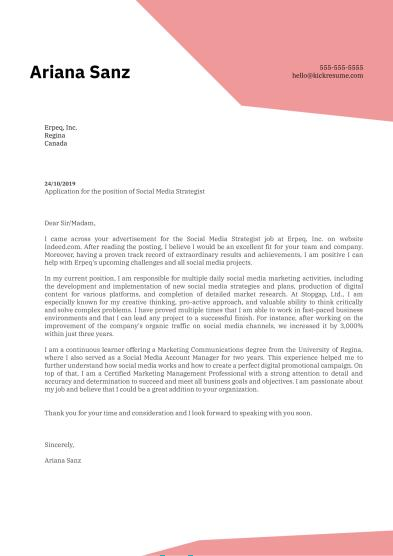 Ariana Sanz
555-555-5555
hello@kickresume.com
Erpeq, Inc.
Regina
Canada
24/10/2019
Application for the position of Social Media Strategist
Dear Sir/Madam,
I came across your advertisement for the Social Media Strategist job at Erpeq, Inc. on website
Indeed.com. After reading the posting, I believe I would be an excellent fit for your team and company.
Moreover, having a proven track record of extraordinary results and achievements, I am positive I can
help with Erpeq's upcoming challenges and all social media projects.
In my current position, I am responsible for multiple daily social media marketing activities, including
the development and implementation of new social media strategies and plans, production of digital
content for various platforms, and completion of detailed market research. At Stopgap, Ltd., I am
especially known for my creative thinking, pro-active approach, and valuable ability to think critically
and solve complex problems. I have proved multiple times that I am able to work in fast-paced business
environments and that I can lead any project to a successful finish. For instance, after working on the
improvement of the company's organic traffic on social media channels, we increased it by 3,000%
within just three years.
I am a continuous learner offering a Marketing Communications degree from the University of Regina,
where I also served as a Social Media Account Manager for two years. This experience helped me to
further understand how social media works and how to create a perfect digital promotional campaign. On
top of that, I am a Certified Marketing Management Professional with a strong attention to detail and
accuracy and determination to succeed and meet all business goals and objectives. I am passionate about
my job and believe that I could be a great addition to your organization.
Thank you for your time and consideration and I look forward to speaking with you soon.
Sincerely,
Ariana Sanz